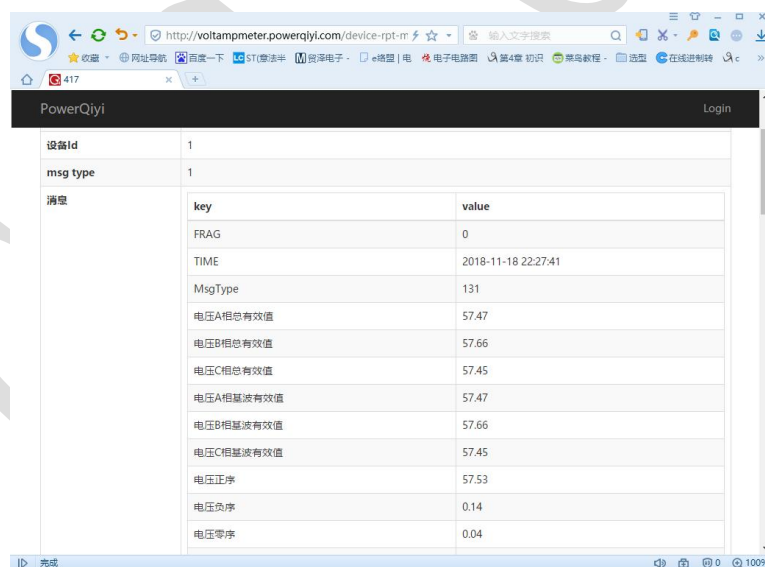 http://voltampmeter.powerqiyi.com/device-rpt-m
输入文字搜索
收藏 网址导航 百度一下 ST(意法半 贸泽电子 - e络盟|电 电子电路图 第4章 初识 菜鸟教程 - 选型 在线进制转 c »
417
PowerQiyi Login
设备Id 1
msg type 1
消息
key value
FRAG 0
TIME 2018-11-18 22:27:41
MsgType 131
电压A相总有效值 57.47
电压B相总有效值 57.66
电压C相总有效值 57.45
电压A相基波有效值 57.47
电压B相基波有效值 57.66
电压C相基波有效值 57.45
电压正序 57.53
电压负序 0.14
电压零序 0.04
完成 0 100%